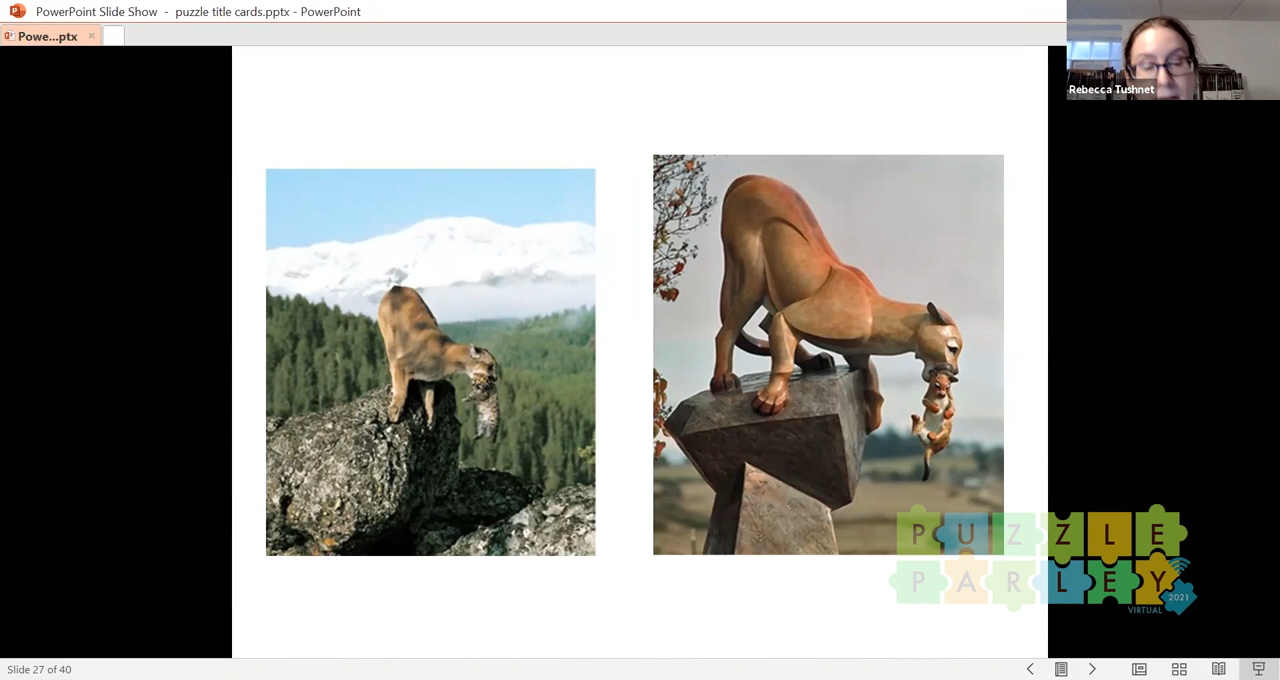 PowerPoint Slide Show - puzzle title cards.pptx - PowerPoint
Powe...ptx
Rebecca Tushnet
PUZZLE
PARLEY
2021
VIRTUAL
Slide 27 of 40